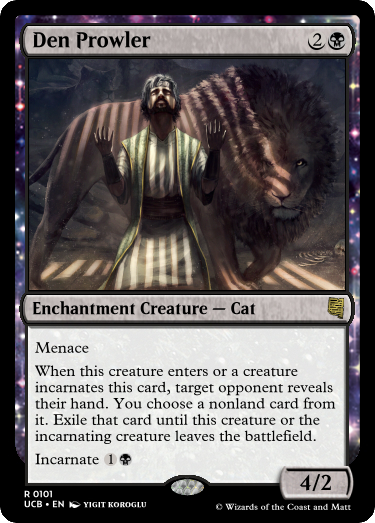 Den Prowler 2
Enchantment Creature — Cat
Menace
When this creature enters or a creature
incarnates this card, target opponent reveals
their hand. You choose a nonland card from
it. Exile that card until this creature or the
incarnating creature leaves the battlefield.
Incarnate 1
4/2
R 0101
UCB • EN YIGIT KOROGLU
© Wizards of the Coast and Matt